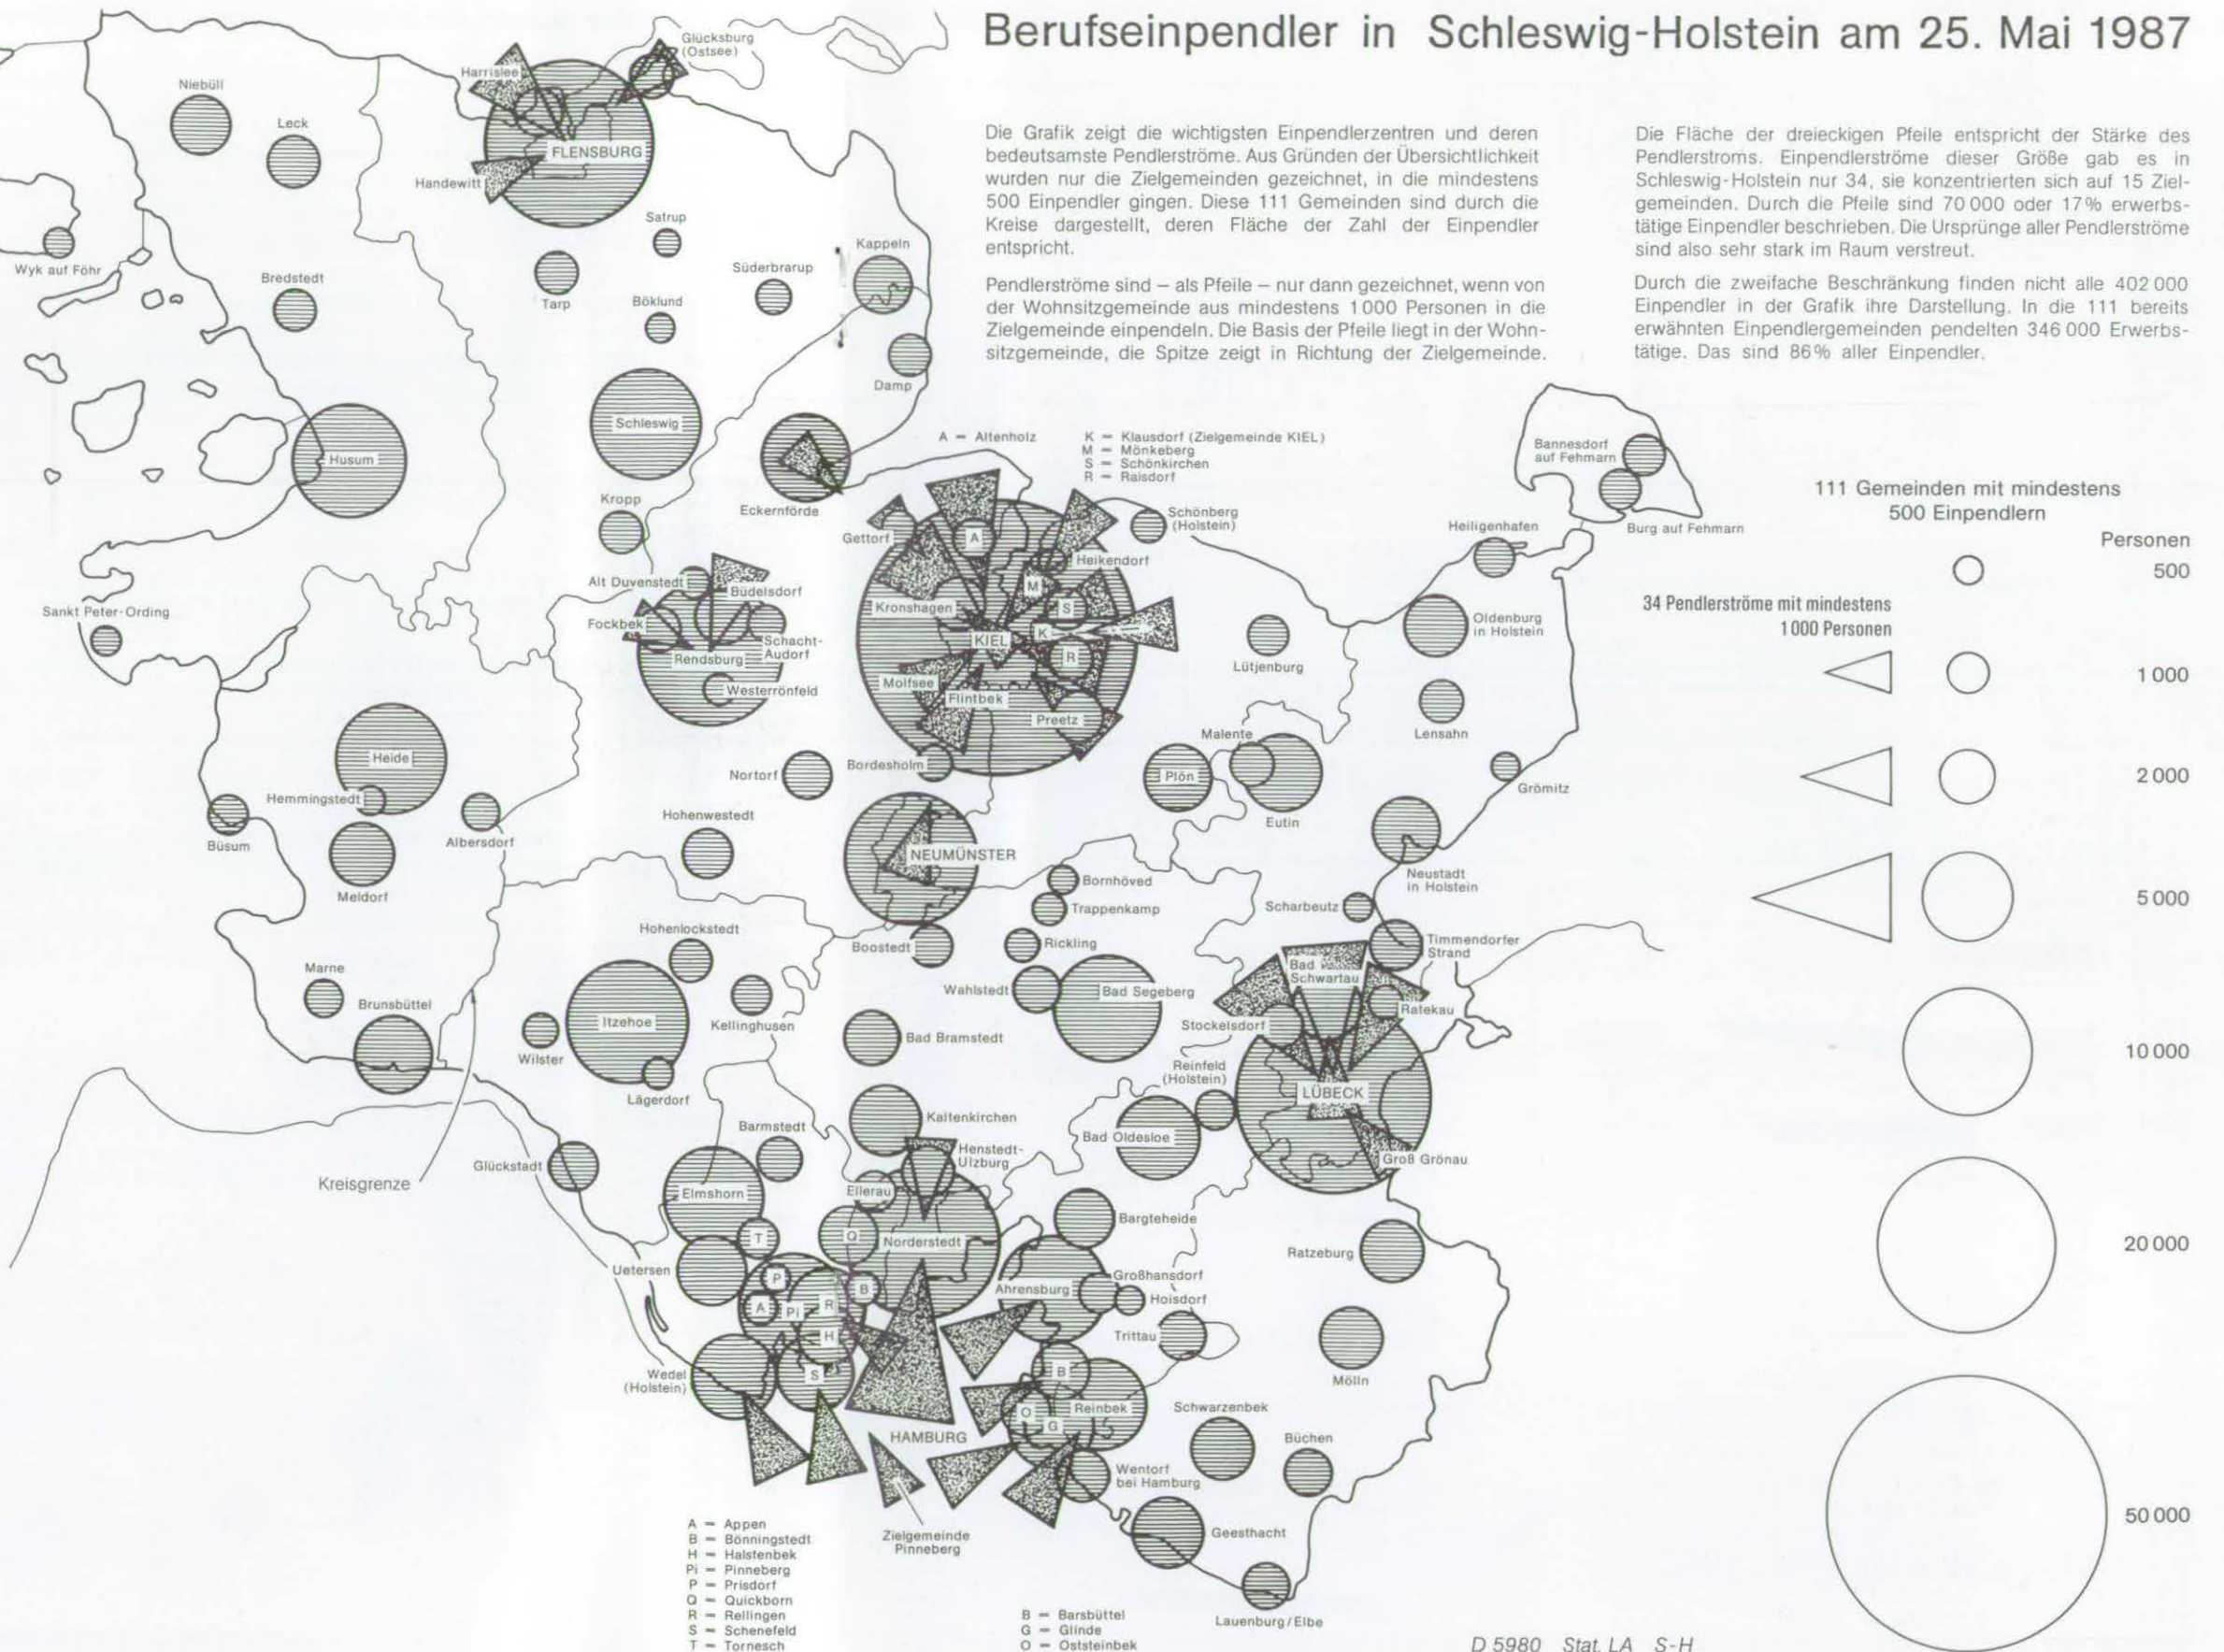 Berufseinpendler in Schleswig-Holstein am 25. Mai 1987
Die Grafik zeigt die wichtigsten Einpendlerzentren und deren
bedeutsamste Pendlerströme. Aus Gründen der Übersichtlichkeit
wurden nur die Zielgemeinden gezeichnet, in die mindestens
500 Einpendler gingen. Diese 111 Gemeinden sind durch die
Kreise dargestellt, deren Fläche der Zahl der Einpendler
entspricht.
Pendlerströme sind – als Pfeile – nur dann gezeichnet, wenn von
der Wohnsitzgemeinde aus mindestens 1000 Personen in die
Zielgemeinde einpendeln. Die Basis der Pfeile liegt in der Wohn-
sitzgemeinde, die Spitze zeigt in Richtung der Zielgemeinde.
Die Fläche der dreieckigen Pfeile entspricht der Stärke des
Pendlerstroms. Einpendlerströme dieser Größe gab es in
Schleswig-Holstein nur 34, sie konzentrierten sich auf 15 Ziel-
gemeinden. Durch die Pfeile sind 70 000 oder 17% erwerbs-
tätige Einpendler beschrieben. Die Ursprünge aller Pendlerströme
sind also sehr stark im Raum verstreut.
Durch die zweifache Beschränkung finden nicht alle 402 000
Einpendler in der Grafik ihre Darstellung. In die 111 bereits
erwähnten Einpendlergemeinden pendelten 346 000 Erwerbs-
tätige. Das sind 86% aller Einpendler.
Glücksburg
(Ostsee)
Harrislee
Niebüll
Leck
FLENSBURG
Handewitt
Satrup
Wyk auf Föhr
Kappeln
Süderbrarup
Bredstedt
Tarp
Böklund
Damp
Schleswig
Husum
Eckernförde
A = Altenholz
K = Klausdorf (Zielgemeinde KIEL)
M = Mönkeberg
S = Schönkirchen
R = Raisdorf
Bannesdorf
auf Fehmarn
Burg auf Fehmarn
Heiligenhafen
111 Gemeinden mit mindestens
500 Einpendlern
Personen
500
34 Pendlerströme mit mindestens
1000 Personen
1 000
2 000
5 000
10 000
20 000
50 000
Kropp
Gettorf
A
Schönberg
(Holstein)
Heikendorf
M
S
K
R
Kronshagen
KIEL
Molfsee
Flintbek
Preetz
Alt Duvenstedt
Büdelsdorf
Fockbek
Schacht-
Audorf
Rendsburg
Westerrönfeld
Sankt Peter-Ording
Oldenburg
in Holstein
Lütjenburg
Lensahn
Malente
Plön
Eutin
Grömitz
Heide
Hemmingstedt
Büsum
Albersdorf
Meldorf
Nortorf
Bordesholm
Hohenwestedt
NEUMÜNSTER
Neustadt
in Holstein
Bornhöved
Trappenkamp
Scharbeutz
Rickling
Boostedt
Timmendorfer
Strand
Hohenlockstedt
Marne
Brunsbüttel
Wahlstedt
Bad Segeberg
Bad
Schwartau
Ratekau
Stockelsdorf
Itzehoe
Kellinghusen
Wilster
Bad Bramstedt
Lägerdorf
Reinfeld
(Holstein)
LÜBECK
Kaltenkirchen
Bad Oldesloe
Barmstedt
Henstedt-
Ulzburg
Groß Grönau
Glückstadt
Kreisgrenze
Elmshorn
Ellerau
T
Q
Norderstedt
Bargteheide
Ratzeburg
Uetersen
P
A
Pi
R
B
H
S
Ahrensburg
Großhansdorf
Hoisdorf
Trittau
Wedel
(Holstein)
Mölln
B
O
G
Reinbek
Schwarzenbek
HAMBURG
Büchen
Wentorf
bei Hamburg
Geesthacht
Zielgemeinde
Pinneberg
Lauenburg/Elbe
A = Appen
B = Bönningstedt
H = Halstenbek
Pi = Pinneberg
P = Prisdorf
Q = Quickborn
R = Rellingen
S = Schenefeld
T = Tornesch
B = Barsbüttel
G = Glinde
O = Oststeinbek
D 5980 Stat. LA S-H